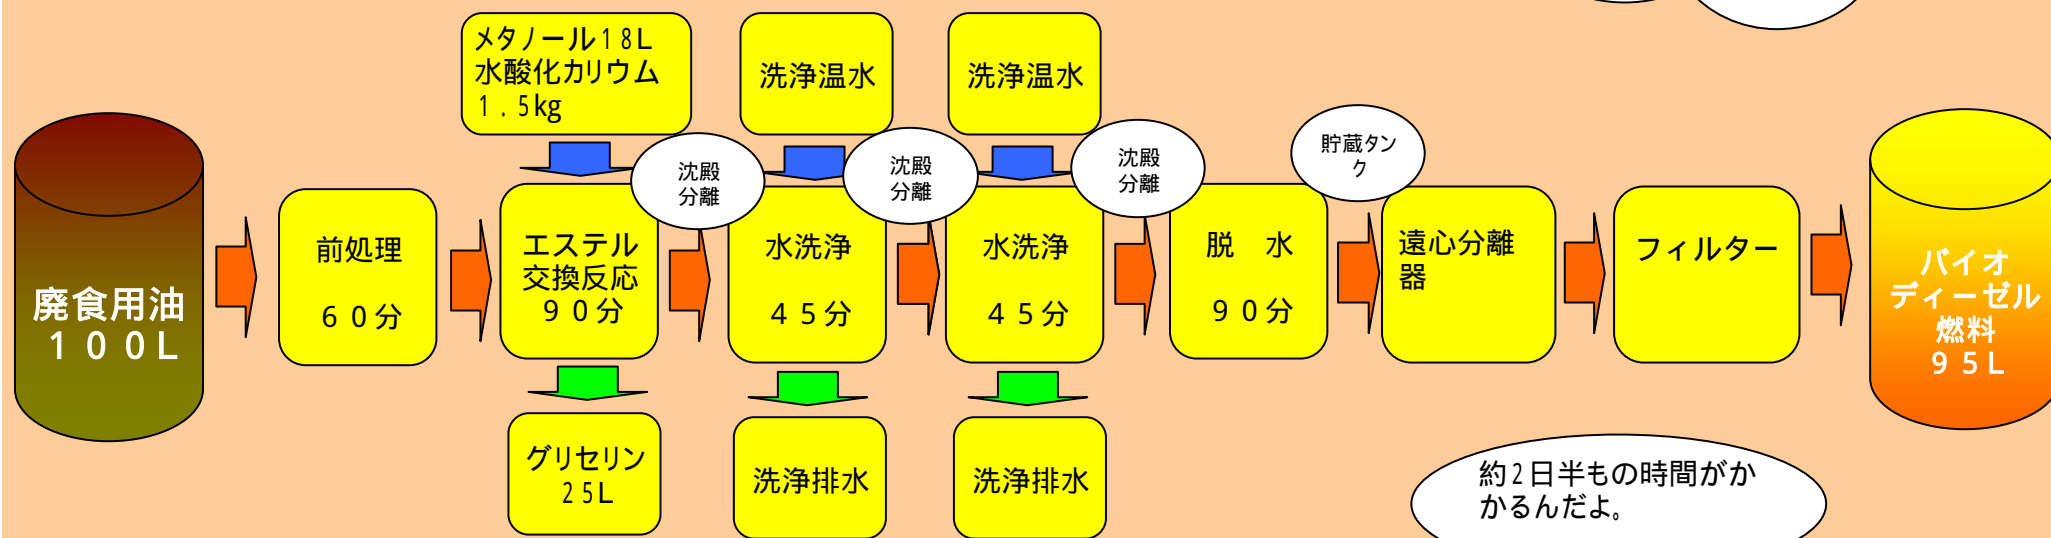 メタノール18L
水酸化カリウム
1.5kg
洗浄温水
洗浄温水
沈殿
分離
沈殿
分離
沈殿
分離
貯蔵タン
ク
廃食用油
100L
前処理
60分
エステル
交換反応
90分
水洗浄
45分
水洗浄
45分
脱 水
90分
遠心分離
器
フィルター
バイオ
ディーゼル
燃料
95L
グリセリン
25L
洗浄排水
洗浄排水
約2日半もの時間がか
かるんだよ。